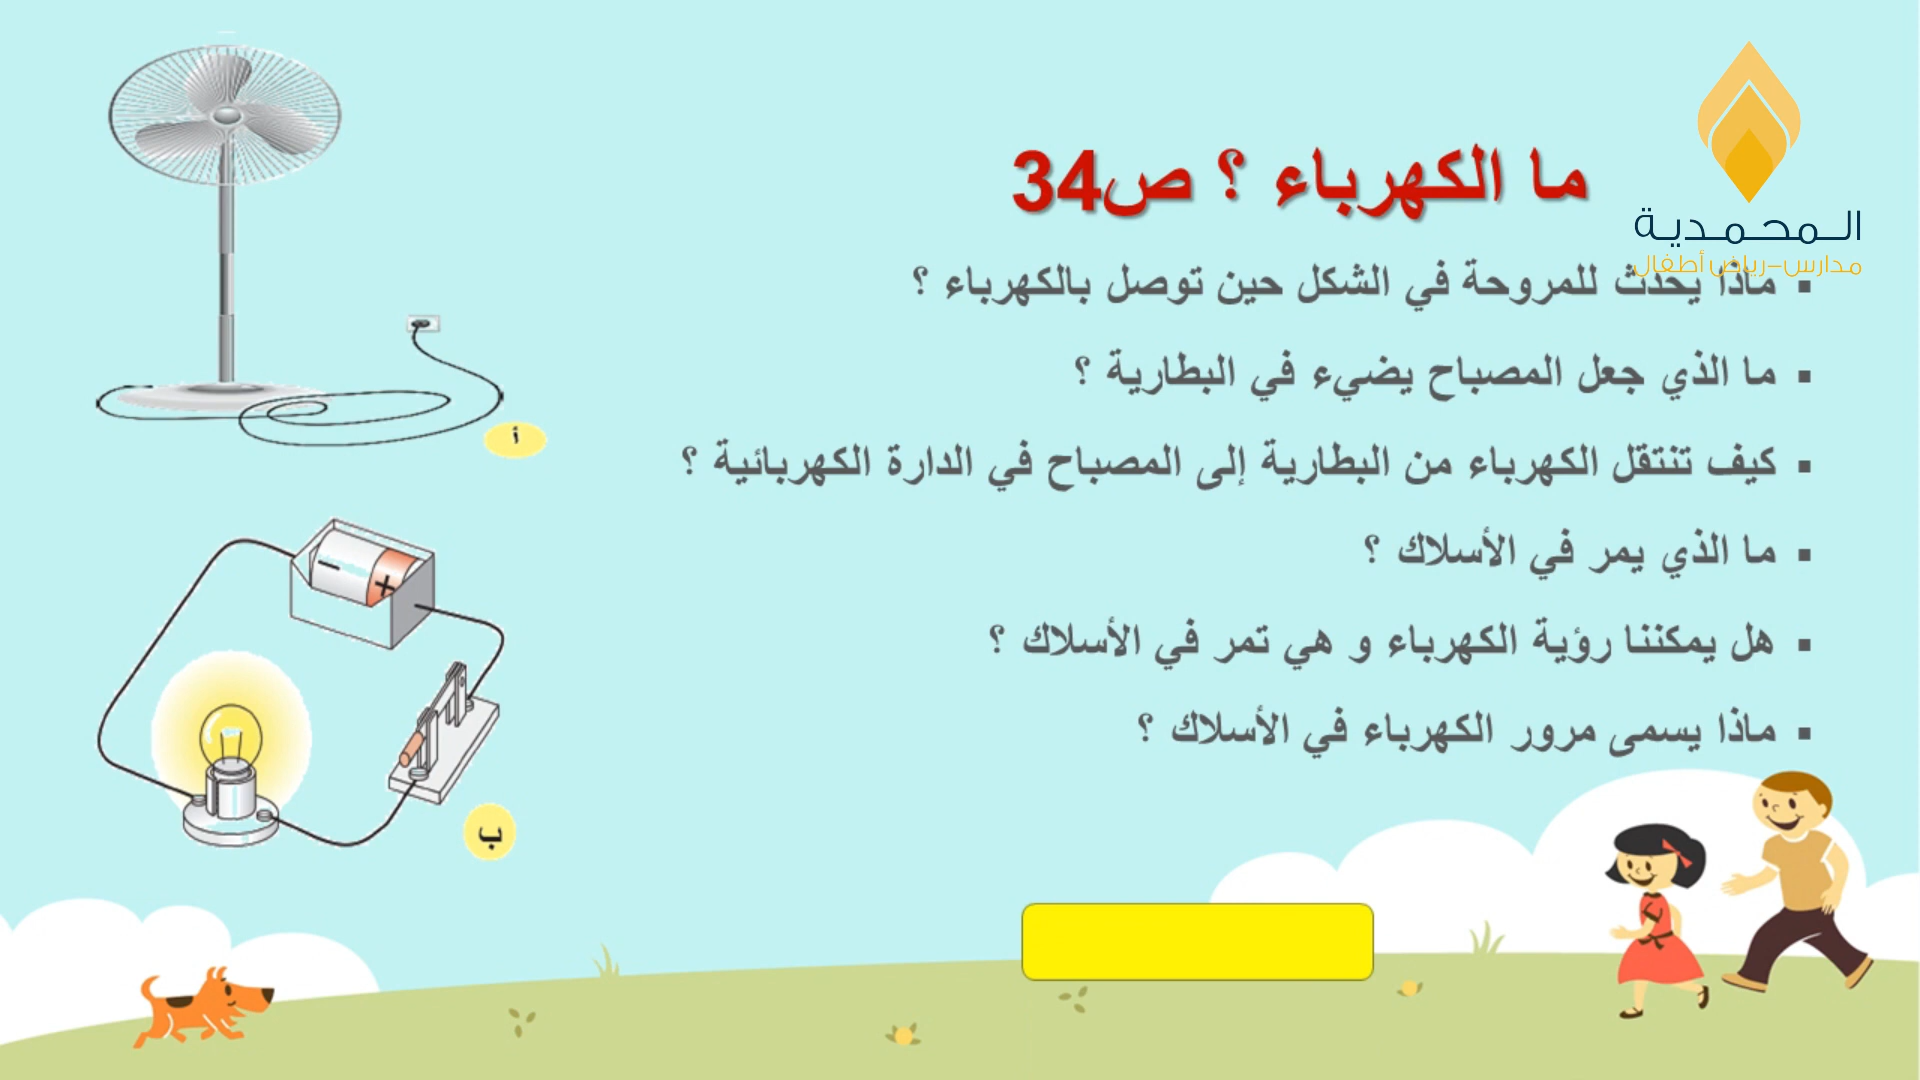 المحمدية
مدارس-رياض أطفال
ما الكهرباء ؟ ص34
▪ ماذا يحدث للمروحة في الشكل حين توصل بالكهرباء ؟
▪ ما الذي جعل المصباح يضيء في البطارية ؟
▪ كيف تنتقل الكهرباء من البطارية إلى المصباح في الدارة الكهربائية ؟
▪ ما الذي يمر في الأسلاك ؟
▪ هل يمكننا رؤية الكهرباء و هي تمر في الأسلاك ؟
▪ ماذا يسمى مرور الكهرباء في الأسلاك ؟
أ
− +
ب